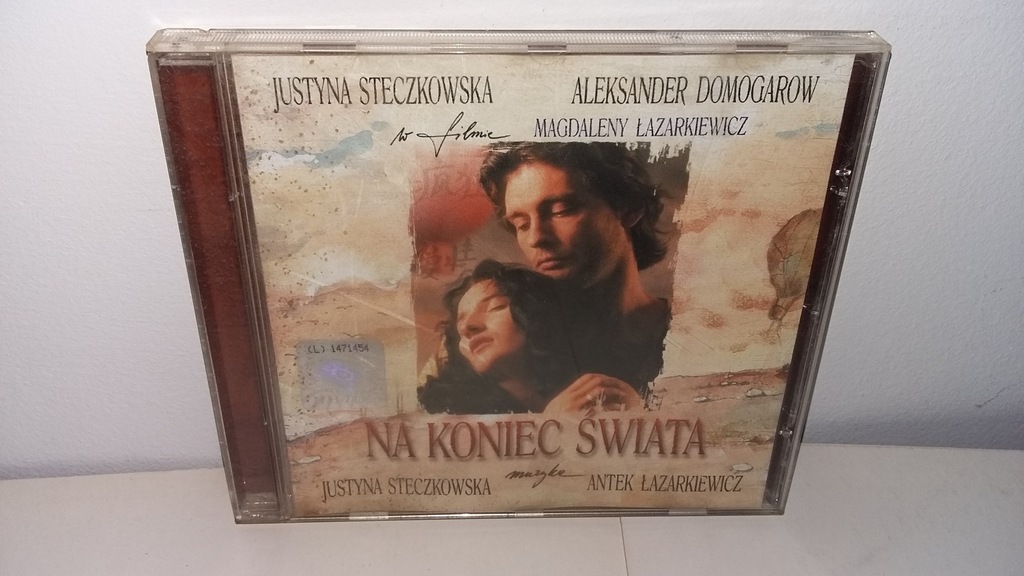 JUSTYNA STECZKOWSKA ALEKSANDER DOMOGAROW
w filmie MAGDALENY ŁAZARKIEWICZ
(L) 1471454
NA KONIEC ŚWIATA
muzyka
JUSTYNA STECZKOWSKA ANTEK ŁAZARKIEWICZ